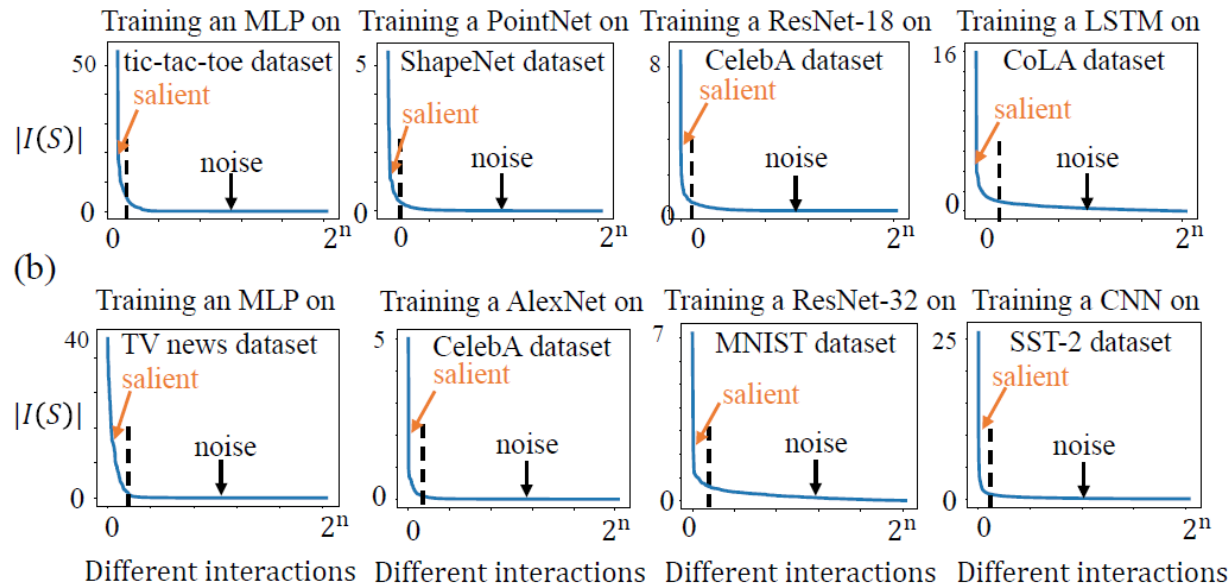 Training an MLP on
Training a PointNet on
Training a ResNet-18 on
Training a LSTM on
50
tic-tac-toe dataset
salient
|I(S)|
noise
0
0
2ⁿ
5
ShapeNet dataset
salient
noise
0
0
2ⁿ
8
CelebA dataset
salient
noise
0
0
2ⁿ
16
CoLA dataset
salient
8
noise
0
0
2ⁿ
(b)
Training an MLP on
Training a AlexNet on
Training a ResNet-32 on
Training a CNN on
40
TV news dataset
salient
|I(S)|
noise
0
0
2ⁿ
5
CelebA dataset
salient
noise
0
0
2ⁿ
7
MNIST dataset
salient
noise
0
0
2ⁿ
25
SST-2 dataset
salient
noise
0
0
2ⁿ
Different interactions
Different interactions
Different interactions
Different interactions